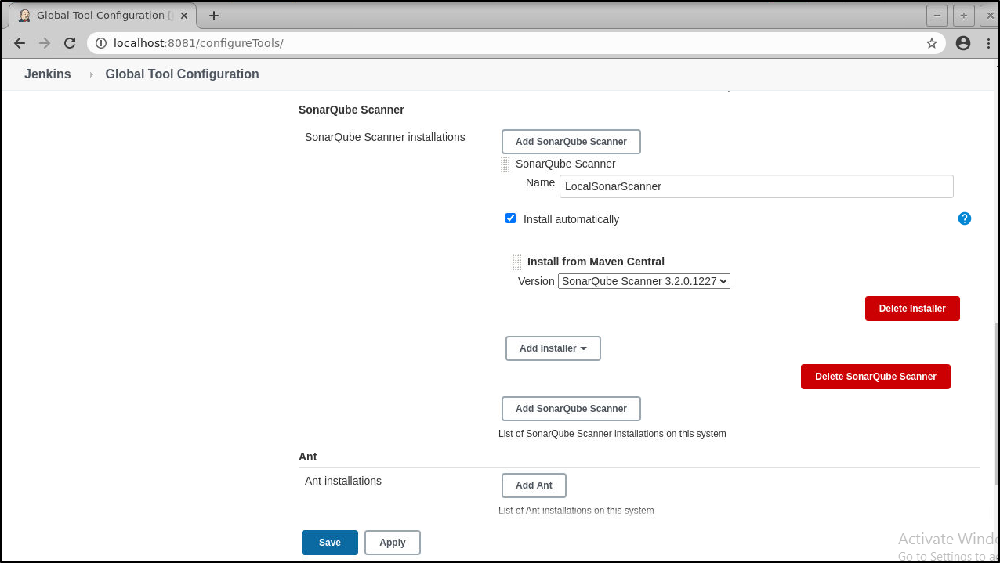 Global Tool Configuration [
localhost:8081/configureTools/
Jenkins
Global Tool Configuration
SonarQube Scanner
SonarQube Scanner installations
Add SonarQube Scanner
SonarQube Scanner
Name
LocalSonarScanner
Install automatically
?
Install from Maven Central
Version
SonarQube Scanner 3.2.0.1227
Delete Installer
Add Installer
Delete SonarQube Scanner
Add SonarQube Scanner
List of SonarQube Scanner installations on this system
Ant
Ant installations
Add Ant
List of Ant installations on this system
Save
Apply
Activate Windo
Go to Settings to a